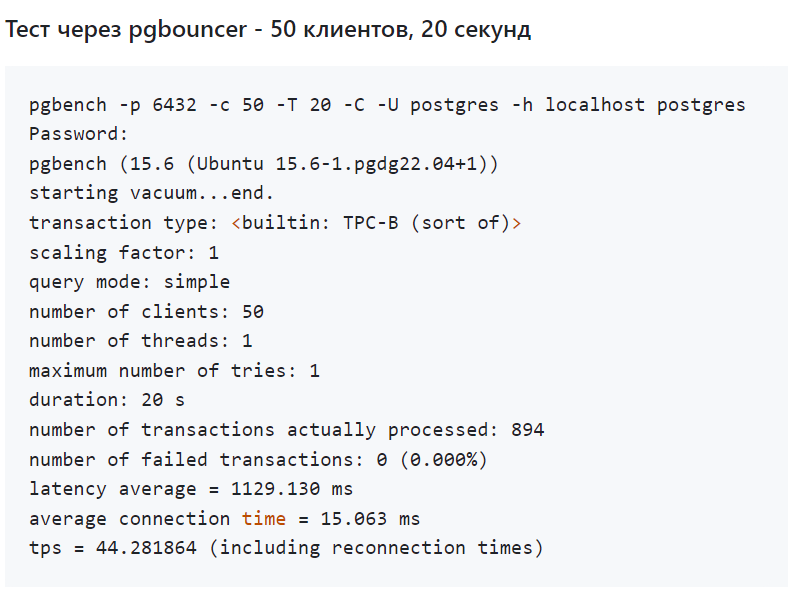 Тест через pgbouncer - 50 клиентов, 20 секунд
pgbench -p 6432 -c 50 -T 20 -C -U postgres -h localhost postgres
Password:
pgbench (15.6 (Ubuntu 15.6-1.pgdg22.04+1))
starting vacuum...end.
transaction type: <builtin: TPC-B (sort of)>
scaling factor: 1
query mode: simple
number of clients: 50
number of threads: 1
maximum number of tries: 1
duration: 20 s
number of transactions actually processed: 894
number of failed transactions: 0 (0.000%)
latency average = 1129.130 ms
average connection time = 15.063 ms
tps = 44.281864 (including reconnection times)